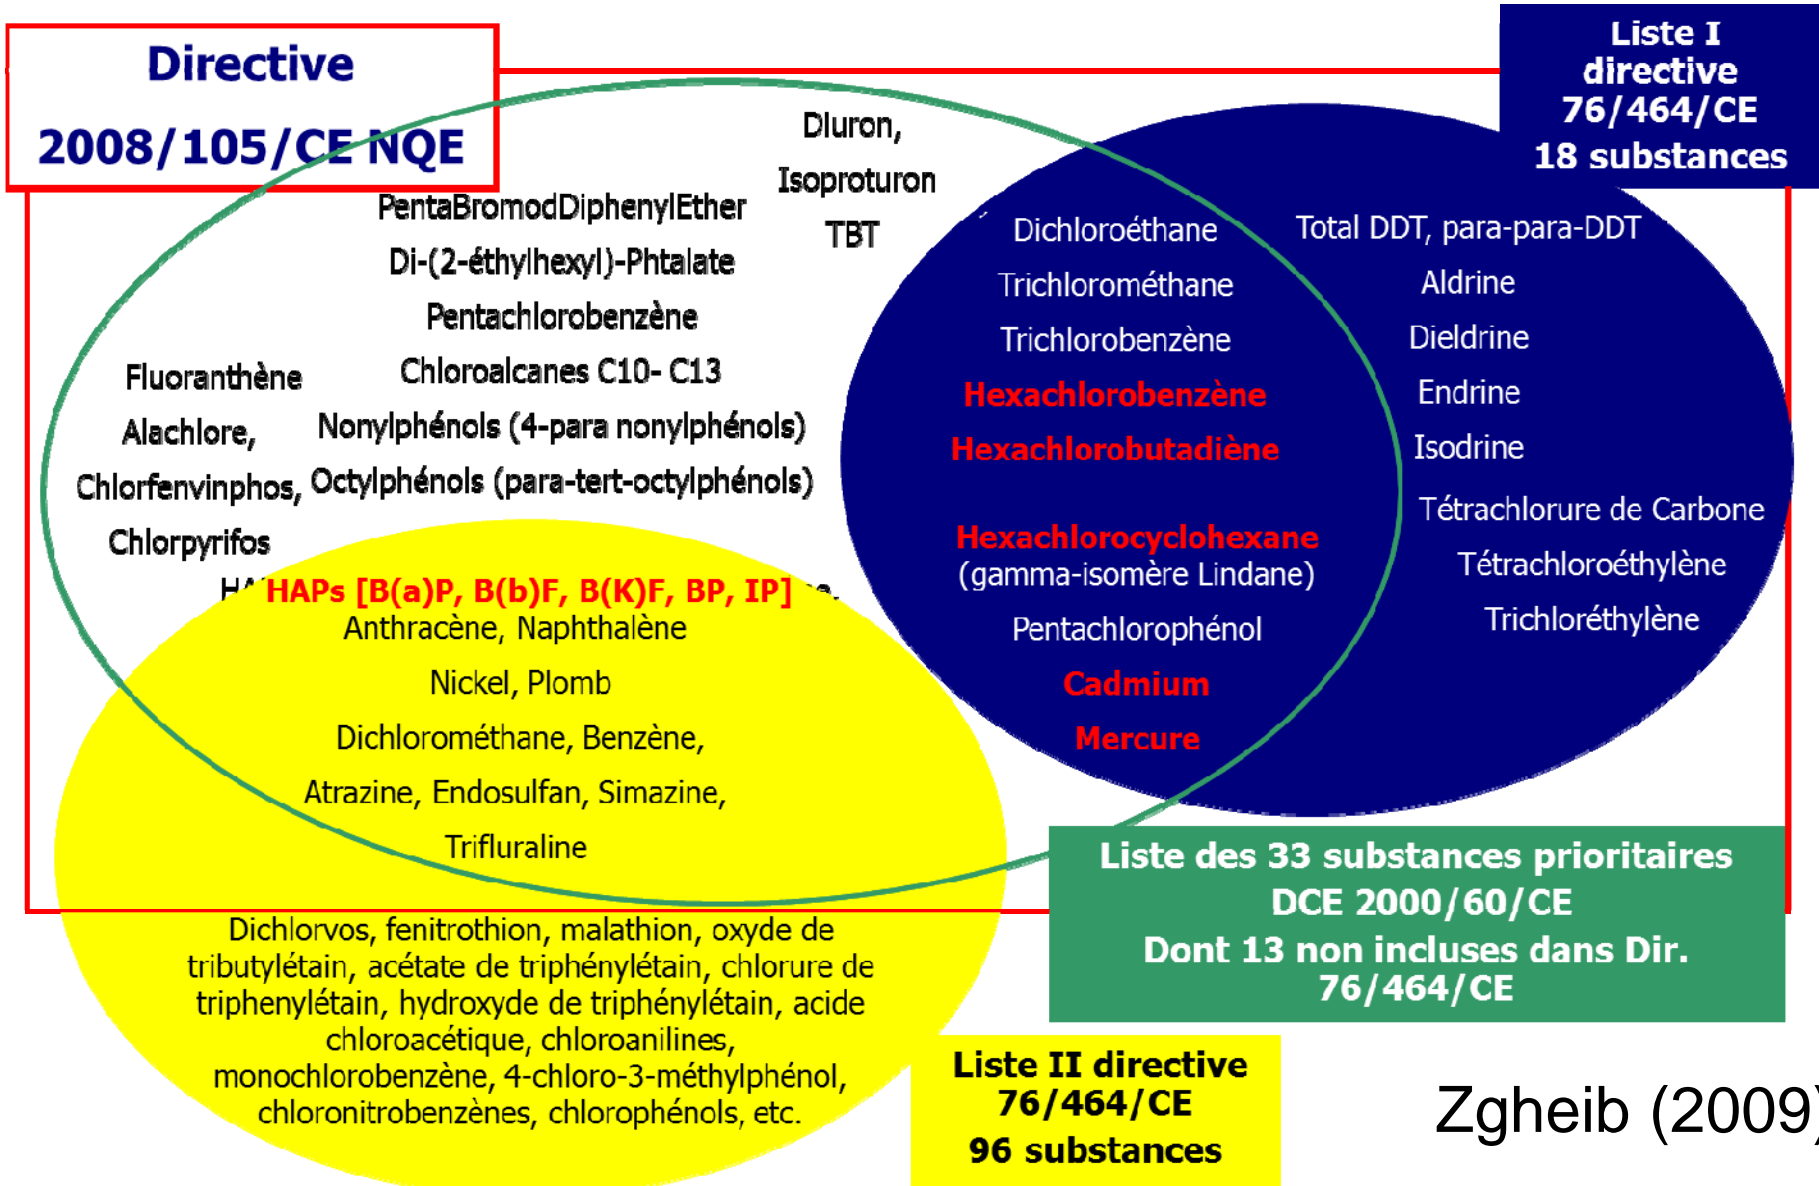 Directive
2008/105/CE NQE
Liste I
directive
76/464/CE
18 substances
Diuron,
Isoproturon
TBT
PentaBromodDiphenylEther
Di-(2-éthylhexyl)-Phtalate
Pentachlorobenzène
Chloroalcanes C10- C13
Nonylphénols (4-para nonylphénols)
Octylphénols (para-tert-octylphénols)
Fluoranthène
Alachlore,
Chlorfenvinphos,
Chlorpyrifos
HAPs [B(a)P, B(b)F, B(K)F, BP, IP]
Anthracène, Naphthalène
Nickel, Plomb
Dichlorométhane, Benzène,
Atrazine, Endosulfan, Simazine,
Trifluraline
Dichlorvos, fenitrothion, malathion, oxyde de
tributylétain, acétate de triphénylétain, chlorure de
triphenylétain, hydroxyde de triphénylétain, acide
chloroacétique, chloroanilines,
monochlorobenzène, 4-chloro-3-méthylphénol,
chloronitrobenzènes, chlorophénols, etc.
Dichloroéthane
Trichlorométhane
Trichlorobenzène
Hexachlorobenzène
Hexachlorobutadiène
Hexachlorocyclohexane
(gamma-isomère Lindane)
Pentachlorophénol
Cadmium
Mercure
Total DDT, para-para-DDT
Aldrine
Dieldrine
Endrine
Isodrine
Tétrachlorure de Carbone
Tétrachloroéthylène
Trichloréthylène
Liste des 33 substances prioritaires
DCE 2000/60/CE
Dont 13 non incluses dans Dir.
76/464/CE
Liste II directive
76/464/CE
96 substances
Zgheib (2009)